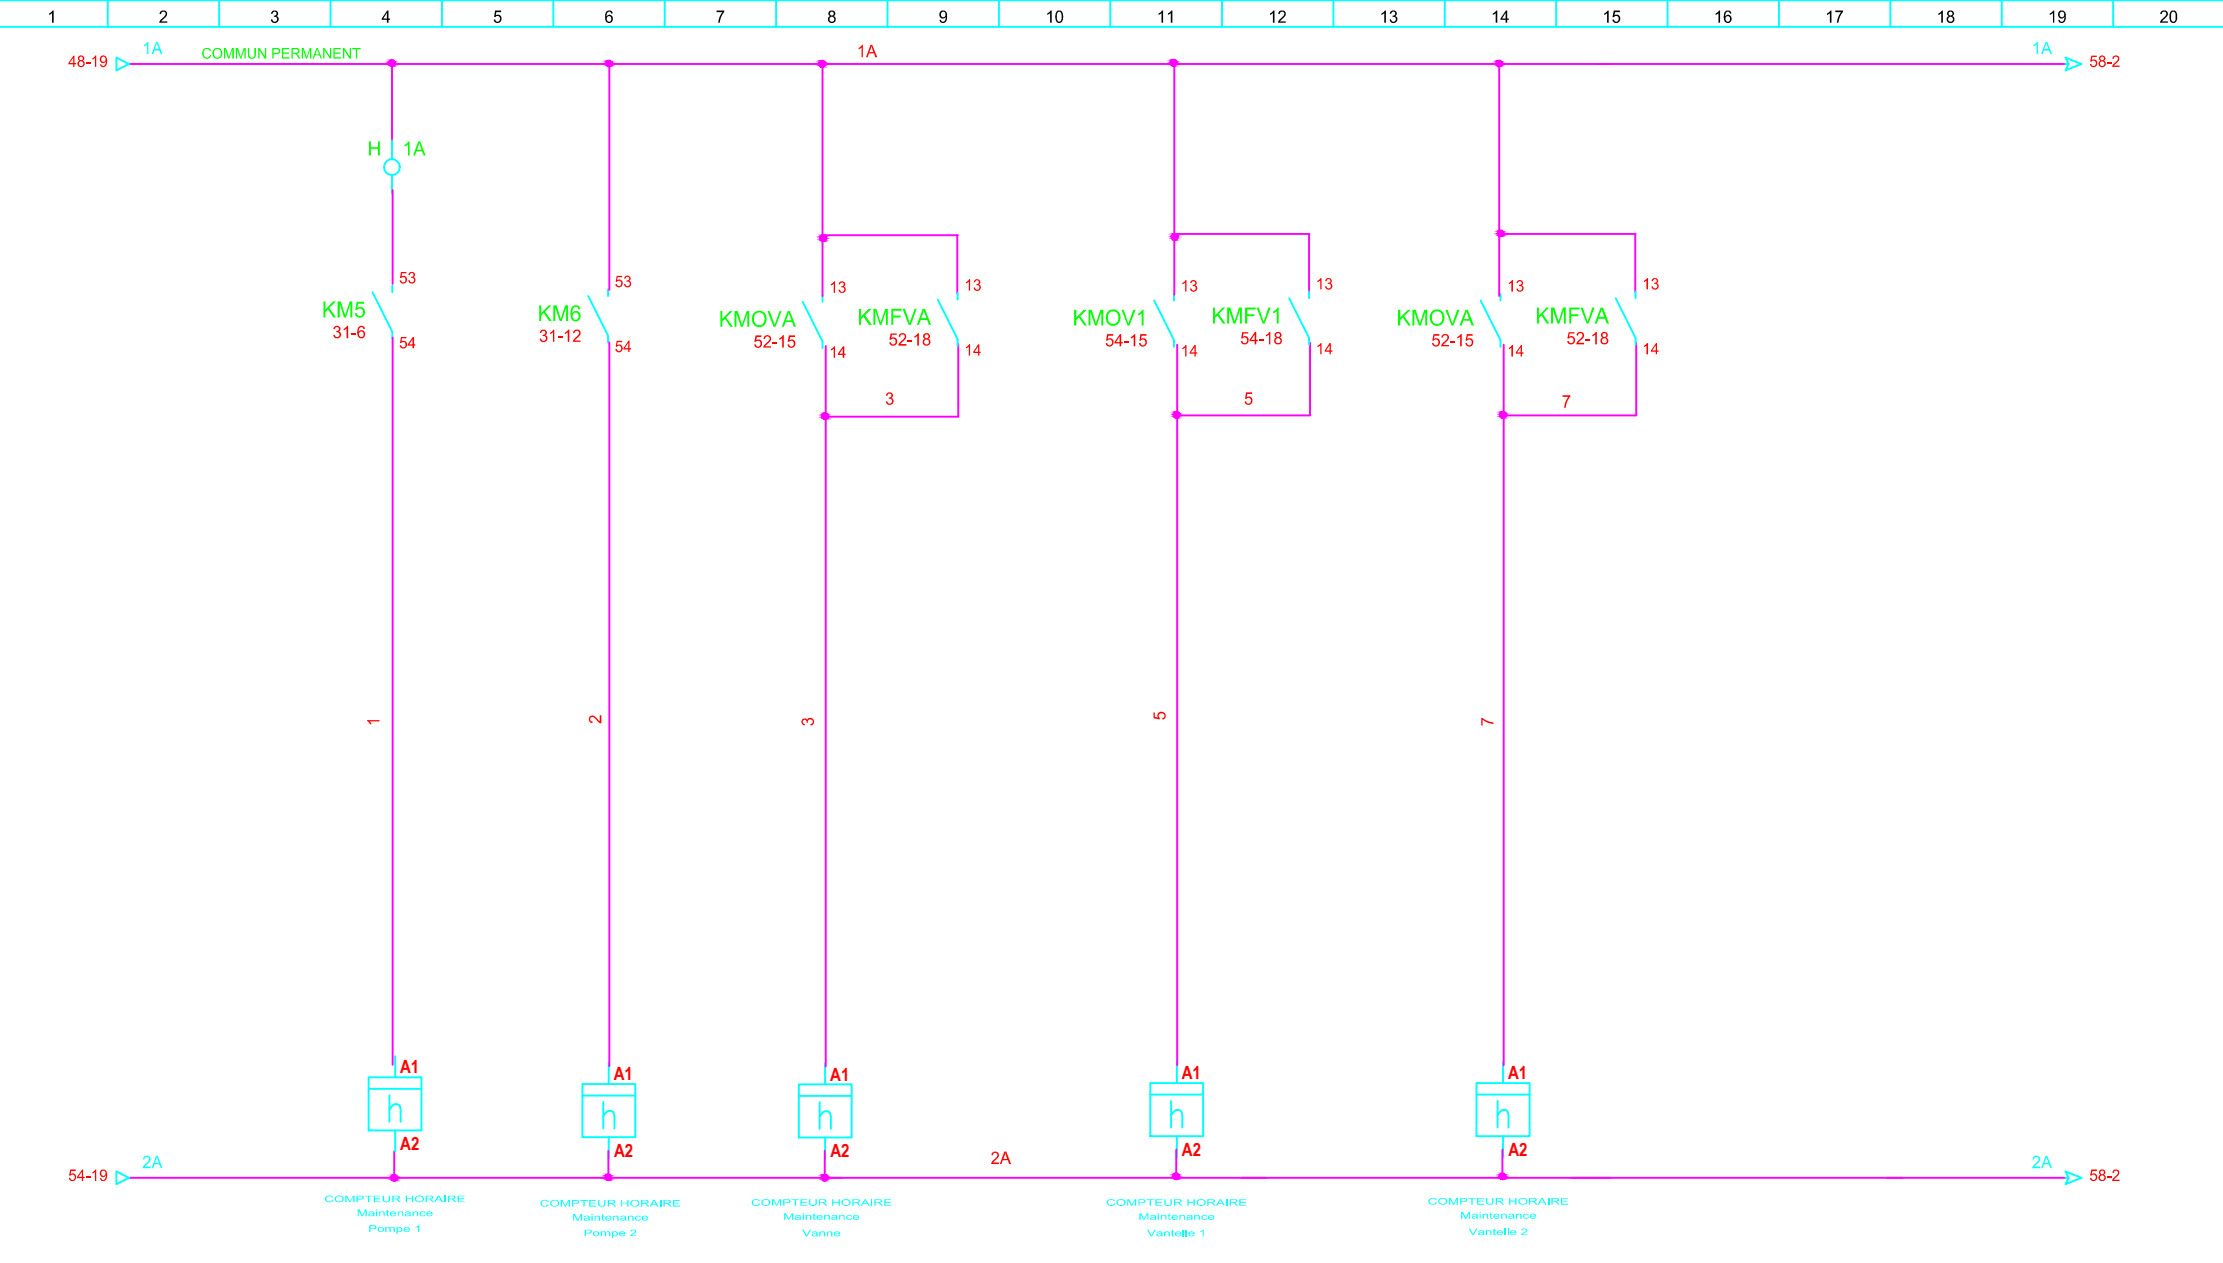 1 2 3 4 5 6 7 8 9 10 11 12 13 14 15 16 17 18 19 20
1A COMMUN PERMANENT 1A 1A
48-19 58-2
H 1A
53 53 13 13 13 13 13 13
KM5 KM6 KMOVA KMFVA KMOV1 KMFV1 KMOVA KMFVA
31-6 31-12 52-15 52-18 54-15 54-18 52-15 52-18
54 54 14 14 14 14 14 14
3 5 7
1 2 3 5 7
A1 A1 A1 A1 A1
h h h h h
A2 A2 A2 A2 A2
2A 2A 2A
54-19 58-2
COMPTEUR HORAIRE
Maintenance
Pompe 1
COMPTEUR HORAIRE
Maintenance
Pompe 2
COMPTEUR HORAIRE
Maintenance
Vanne
COMPTEUR HORAIRE
Maintenance
Vantelle 1
COMPTEUR HORAIRE
Maintenance
Vantelle 2